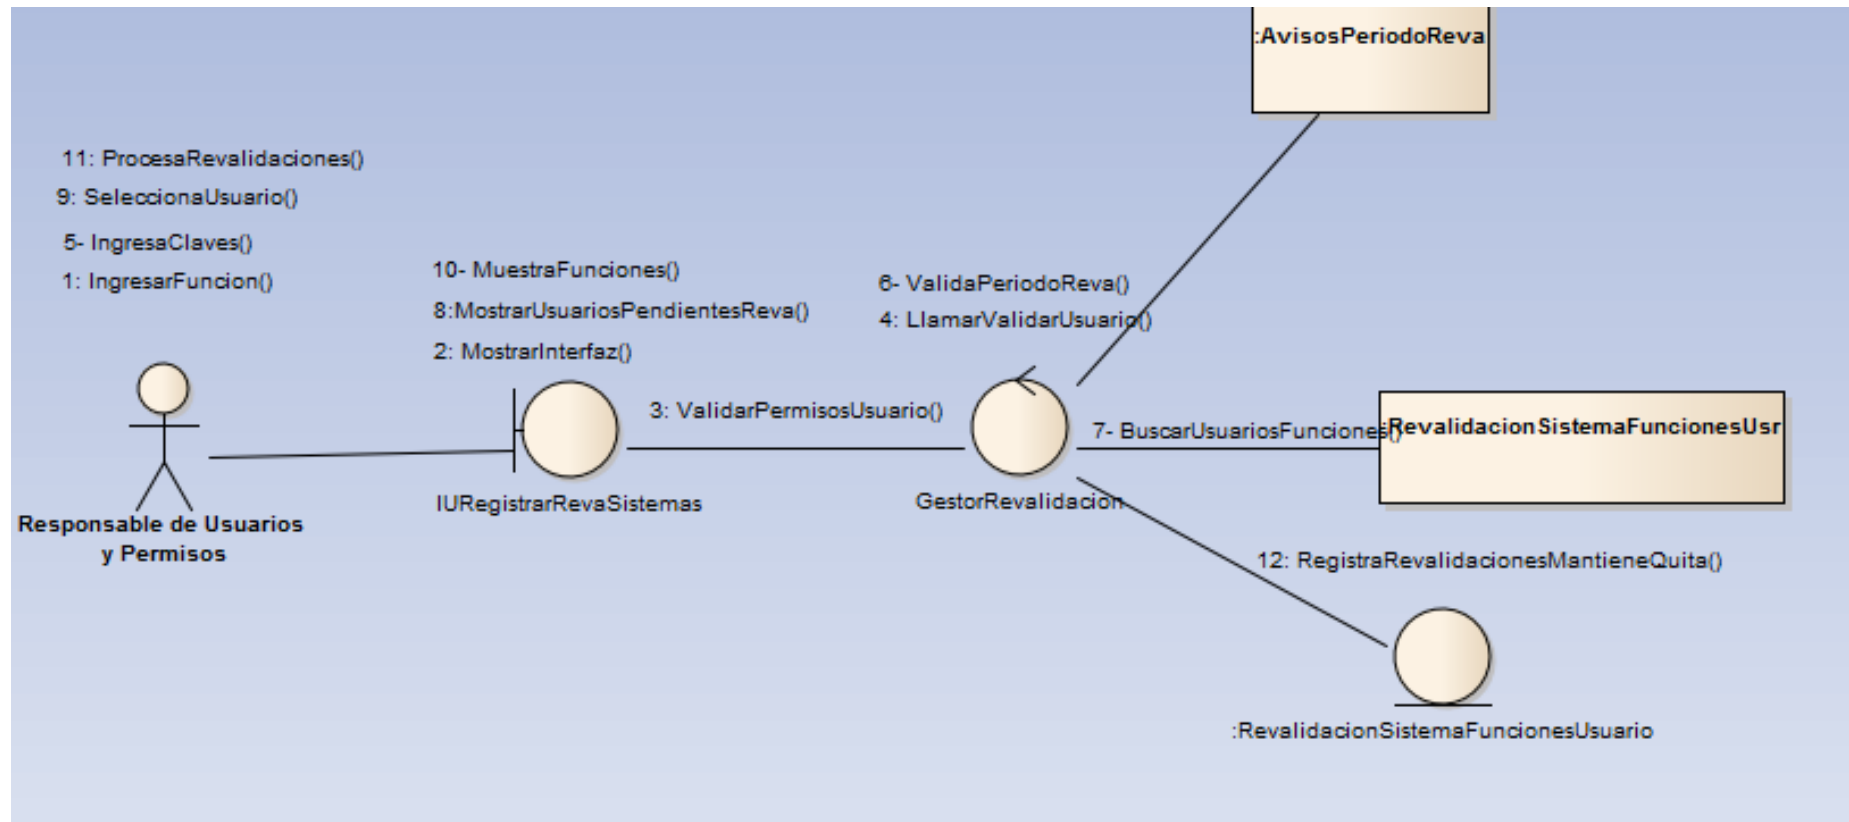 :AvisosPeriodoReva
11: ProcesaRevalidaciones()
9: SeleccionaUsuario()
5- IngresaClaves()
1: IngresarFuncion()
10- MuestraFunciones()
8:MostrarUsuariosPendientesReva()
2: MostrarInterfaz()
6- ValidaPeriodoReva()
4: LlamarValidarUsuario()
3: ValidarPermisosUsuario()
7- BuscarUsuariosFunciones()
:RevalidacionSistemaFuncionesUsr
IURegistrarRevaSistemas
GestorRevalidacion
Responsable de Usuarios
y Permisos
12: RegistraRevalidacionesMantieneQuita()
:RevalidacionSistemaFuncionesUsuario